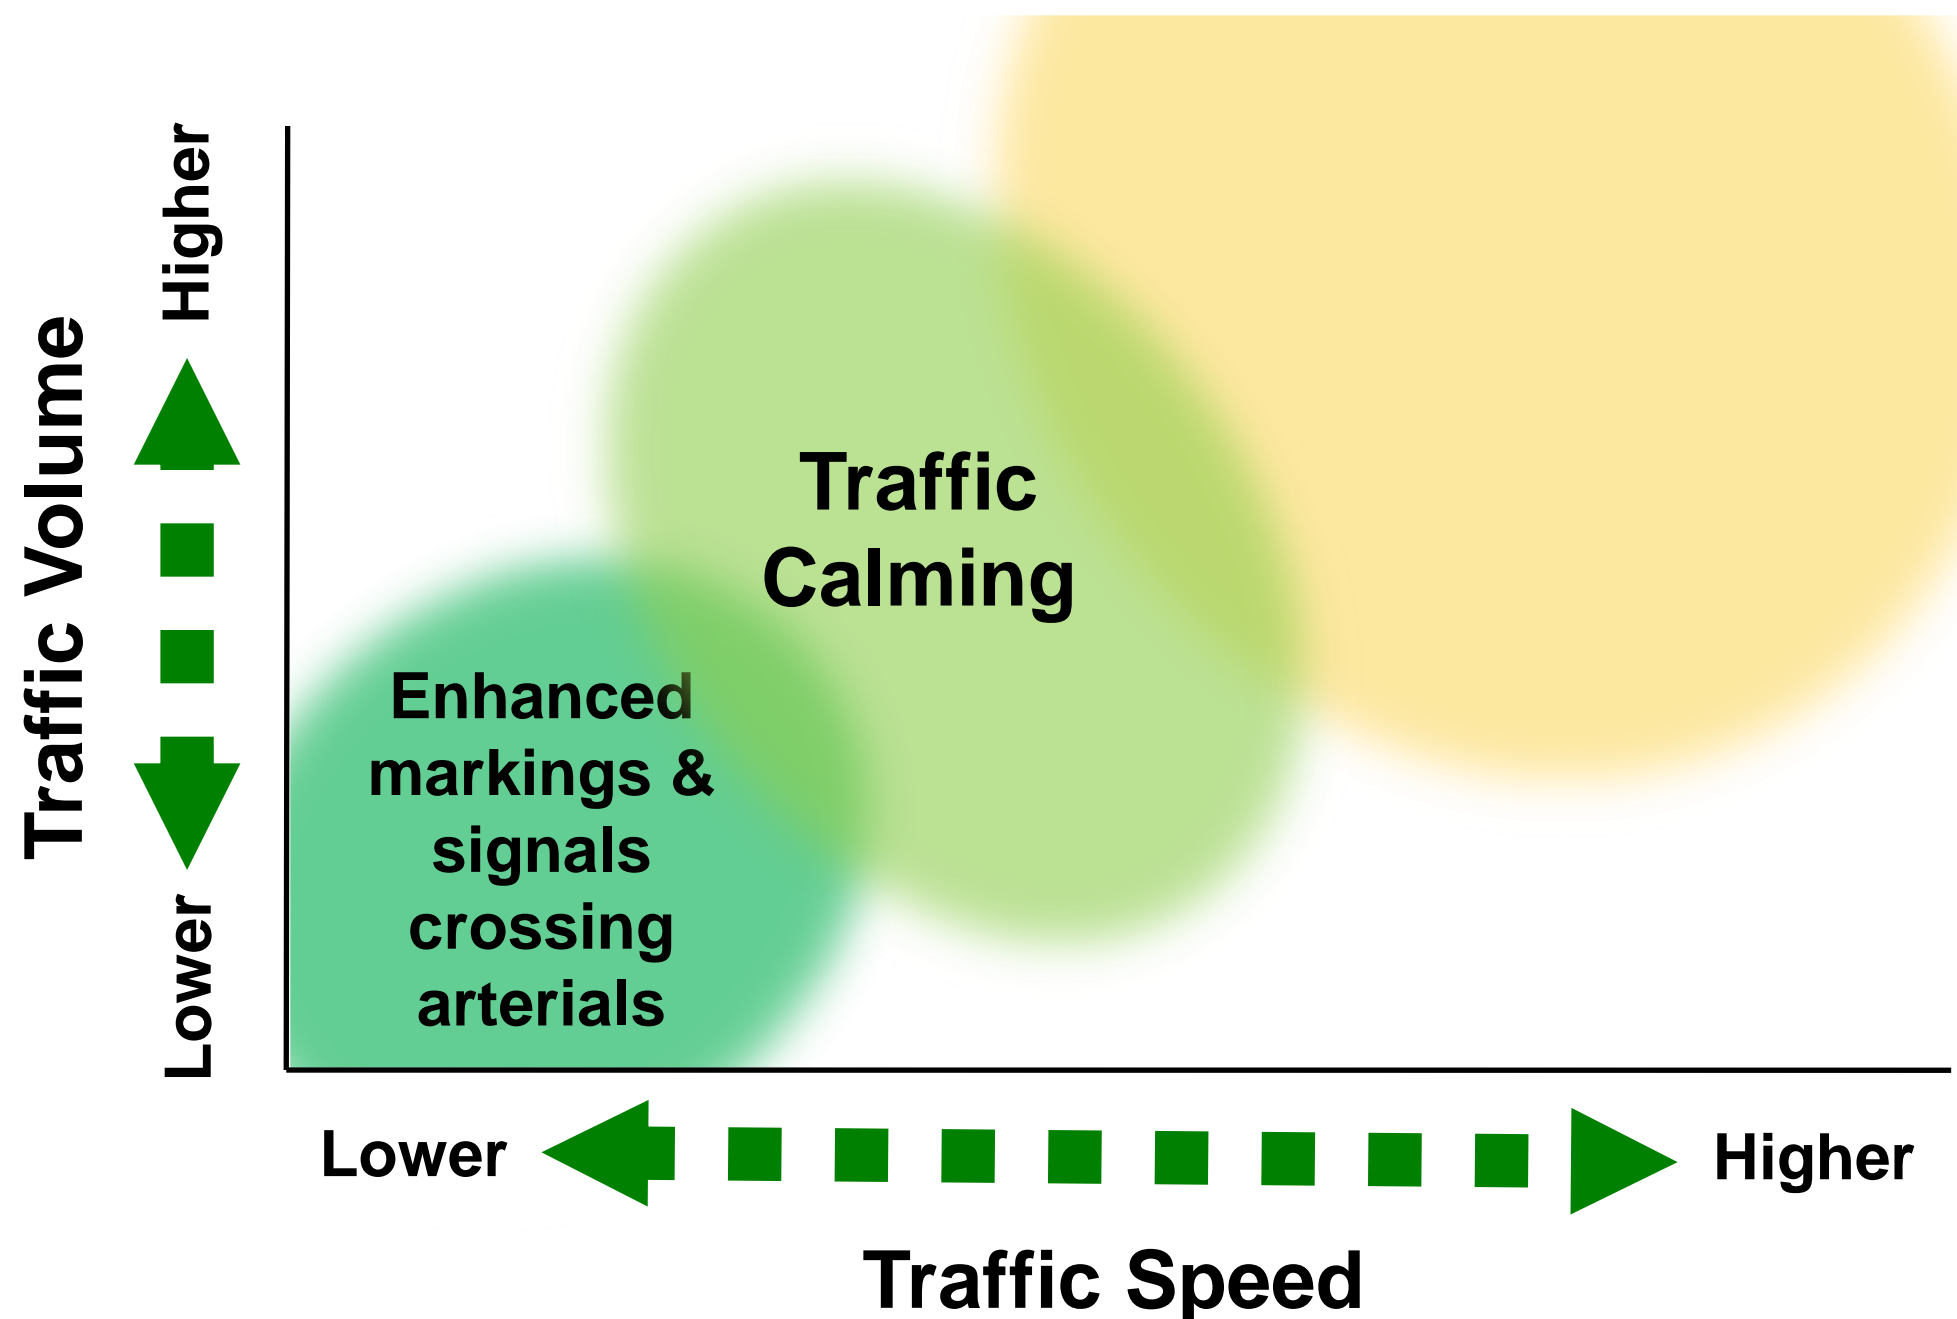 Traffic Volume
Higher
Lower
Traffic
Calming
Enhanced
markings &
signals
crossing
arterials
Lower
Higher
Traffic Speed